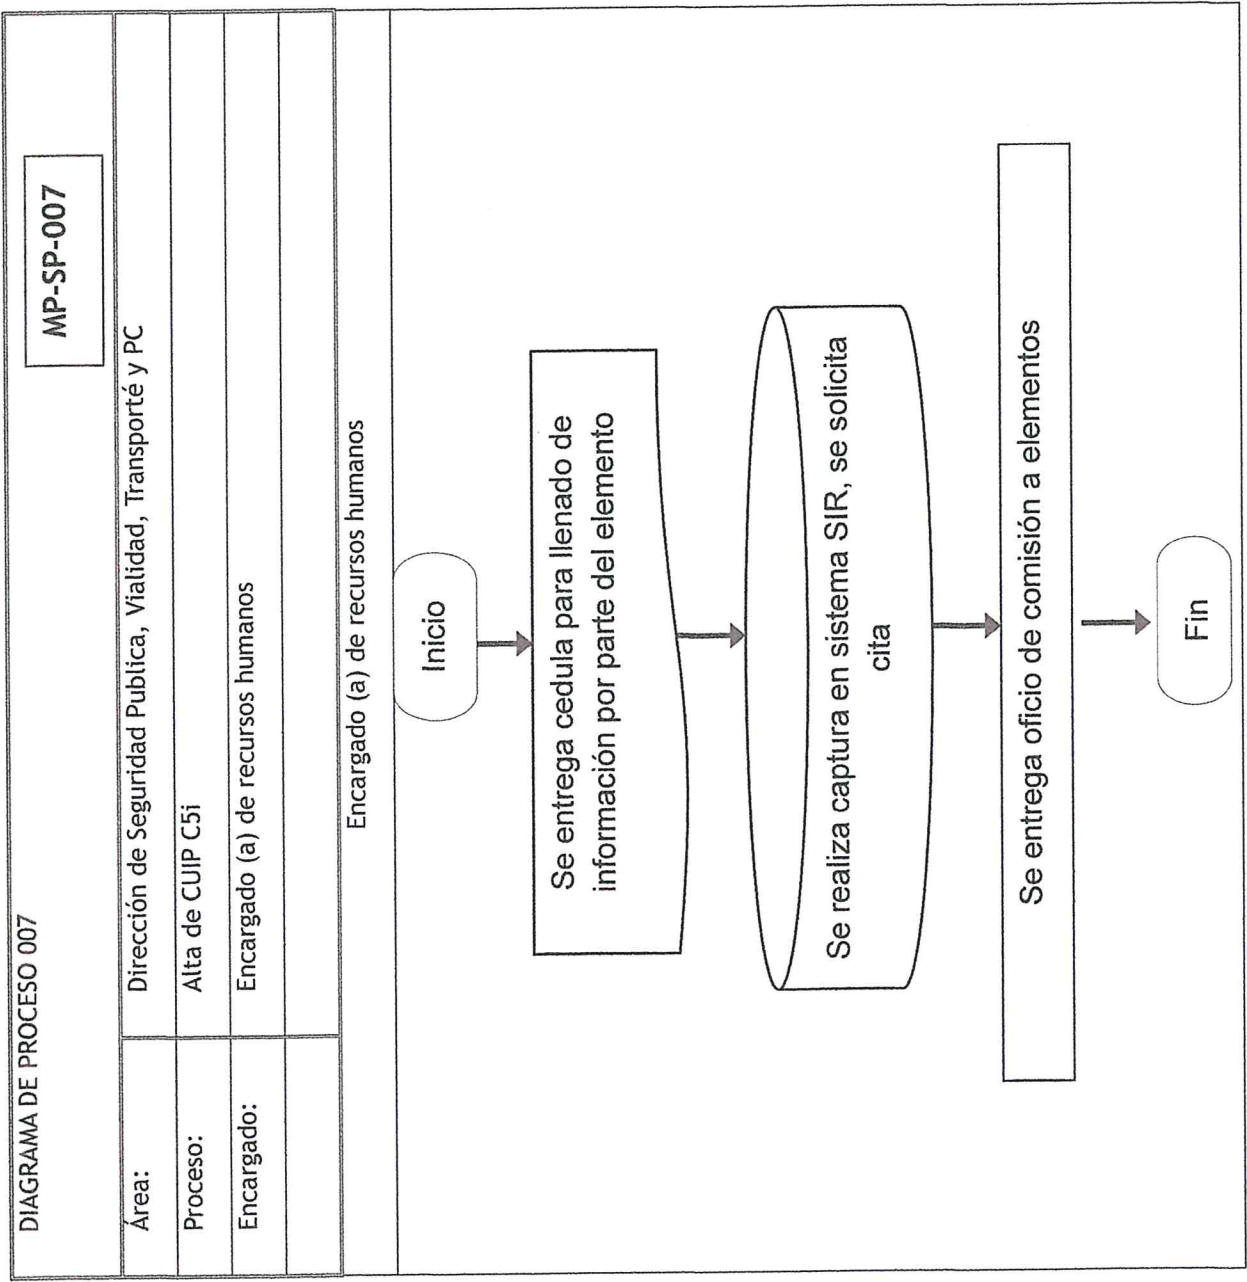 DIAGRAMA DE PROCESO 007
MP-SP-007
Área:
Dirección de Seguridad Publica, Vialidad, Transporté y PC
Proceso:
Alta de CUIP C5i
Encargado:
Encargado (a) de recursos humanos
Encargado (a) de recursos humanos
Inicio
Se entrega cedula para llenado de
información por parte del elemento
Se realiza captura en sistema SIR, se solicita
cita
Se entrega oficio de comisión a elementos
Fin